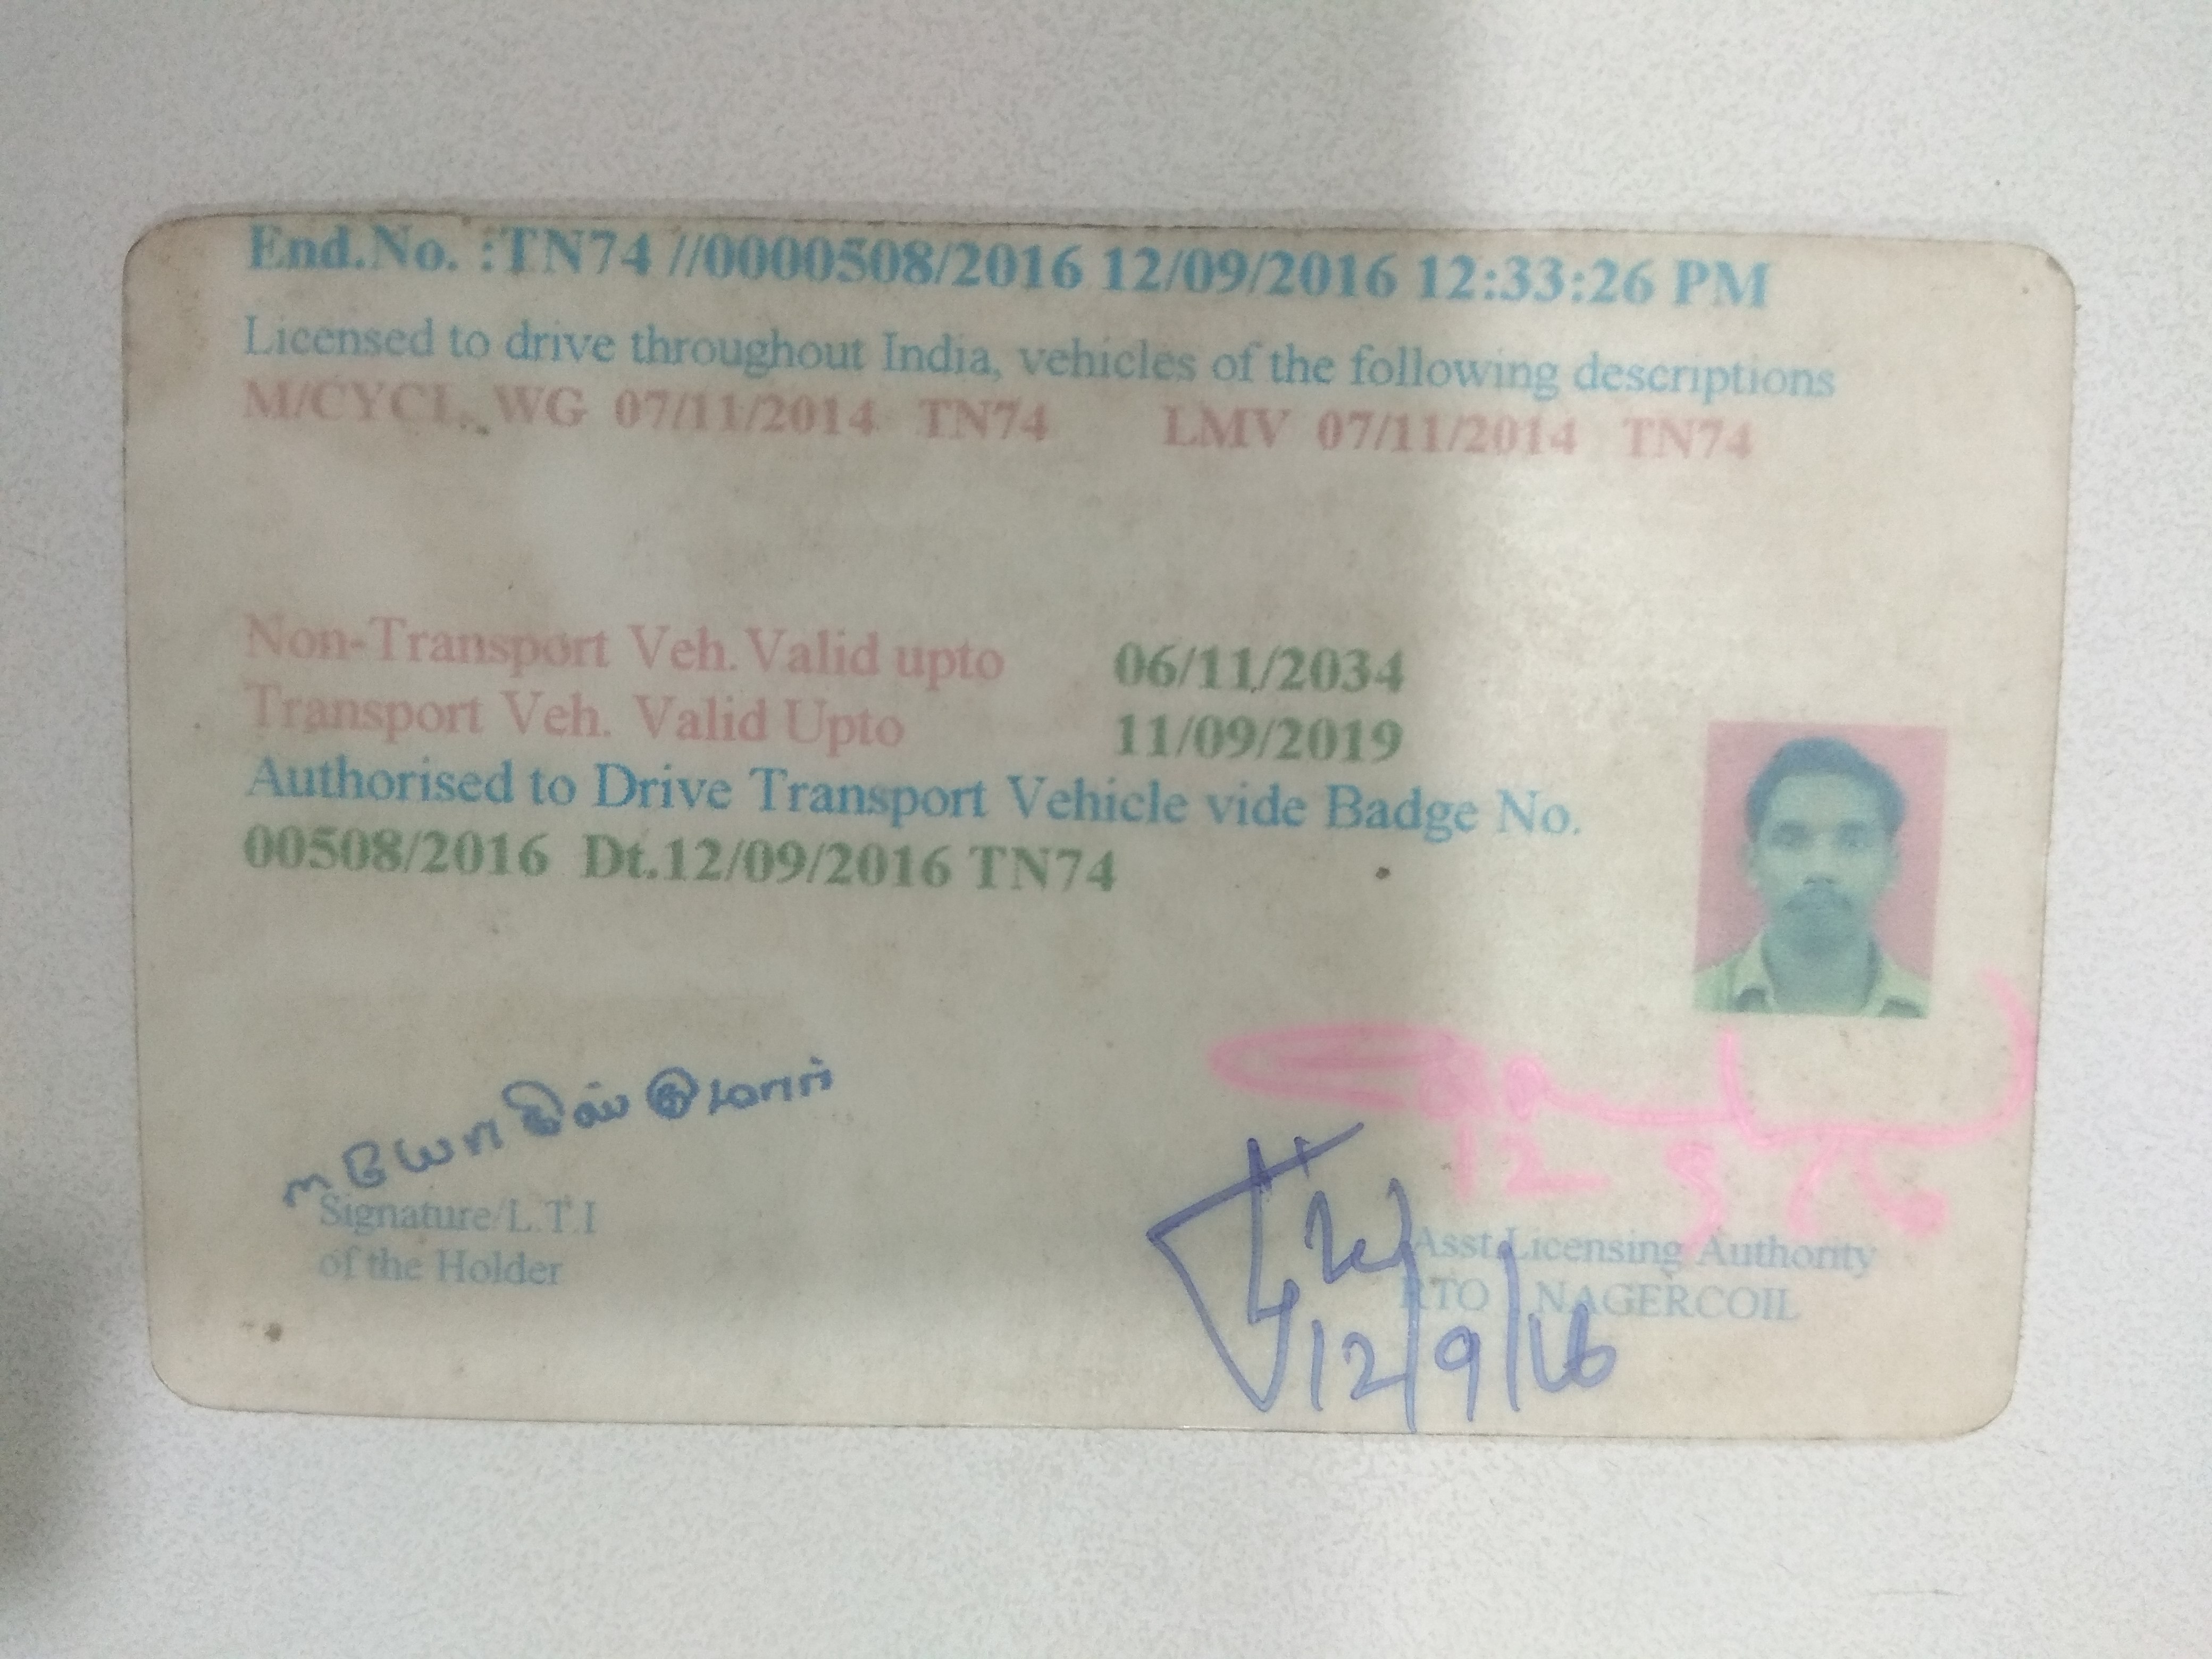 End.No. :TN74 //0000508/2016 12/09/2016 12:33:26 PM
Licensed to drive throughout India, vehicles of the following descriptions
M/CYCL. WG 07/11/2014 TN74 LMV 07/11/2014 TN74
Non-Transport Veh. Valid upto 06/11/2034
Transport Veh. Valid Upto 11/09/2019
Authorised to Drive Transport Vehicle vide Badge No.
00508/2016 Dt.12/09/2016 TN74
குமார்
Signature/L.T.I
of the Holder
Asst Licensing Authority
RTO NAGERCOIL
12/9/16